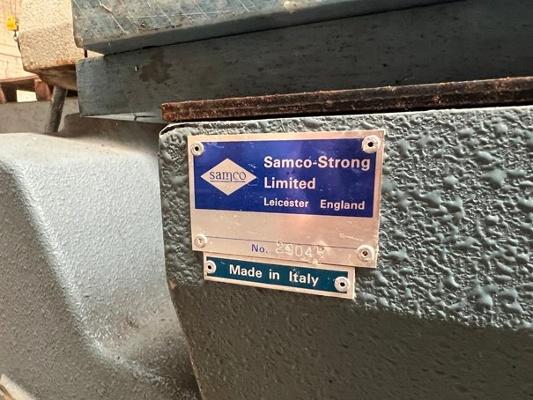 samco
Samco-Strong
Limited
Leicester England
No.
Made in Italy